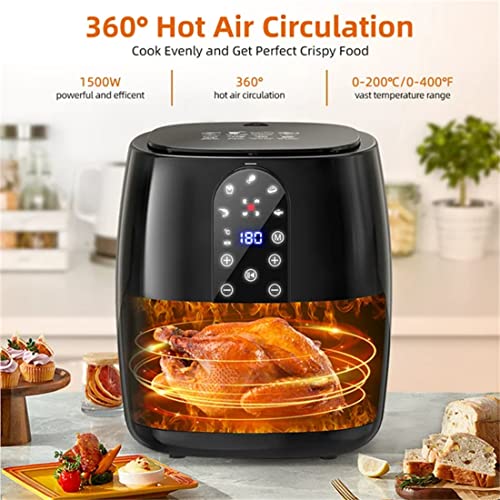 360° Hot Air Circulation
Cook Evenly and Get Perfect Crispy Food
1500W
powerful and efficent
360°
hot air circulation
0-200℃/0-400℉
vast temperature range
180
M